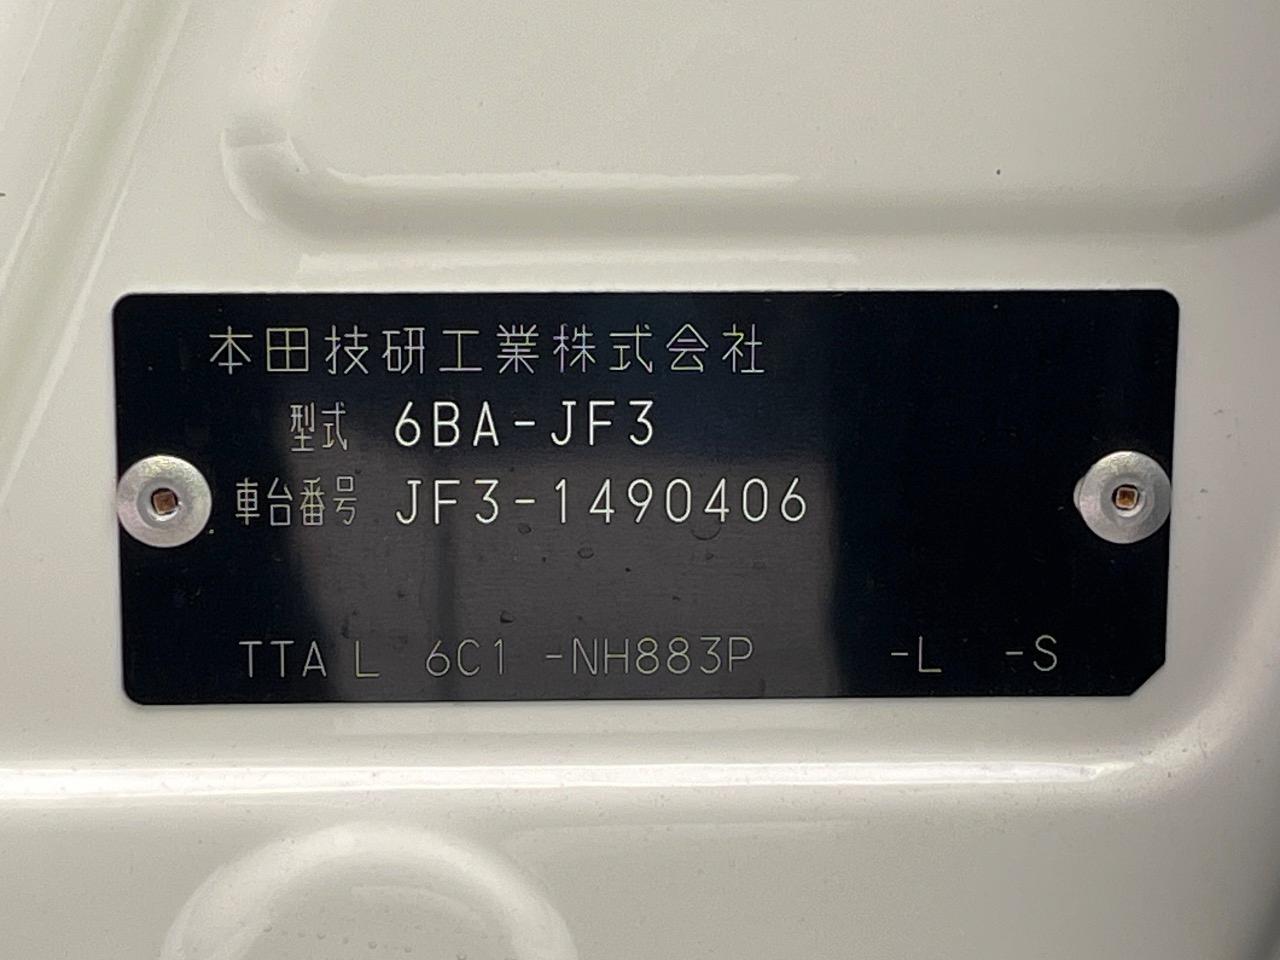 本田技研工業株式会社
型式 6BA-JF3
車台番号 JF3-1490406
TTA L 6C1 -NH883P -L -S